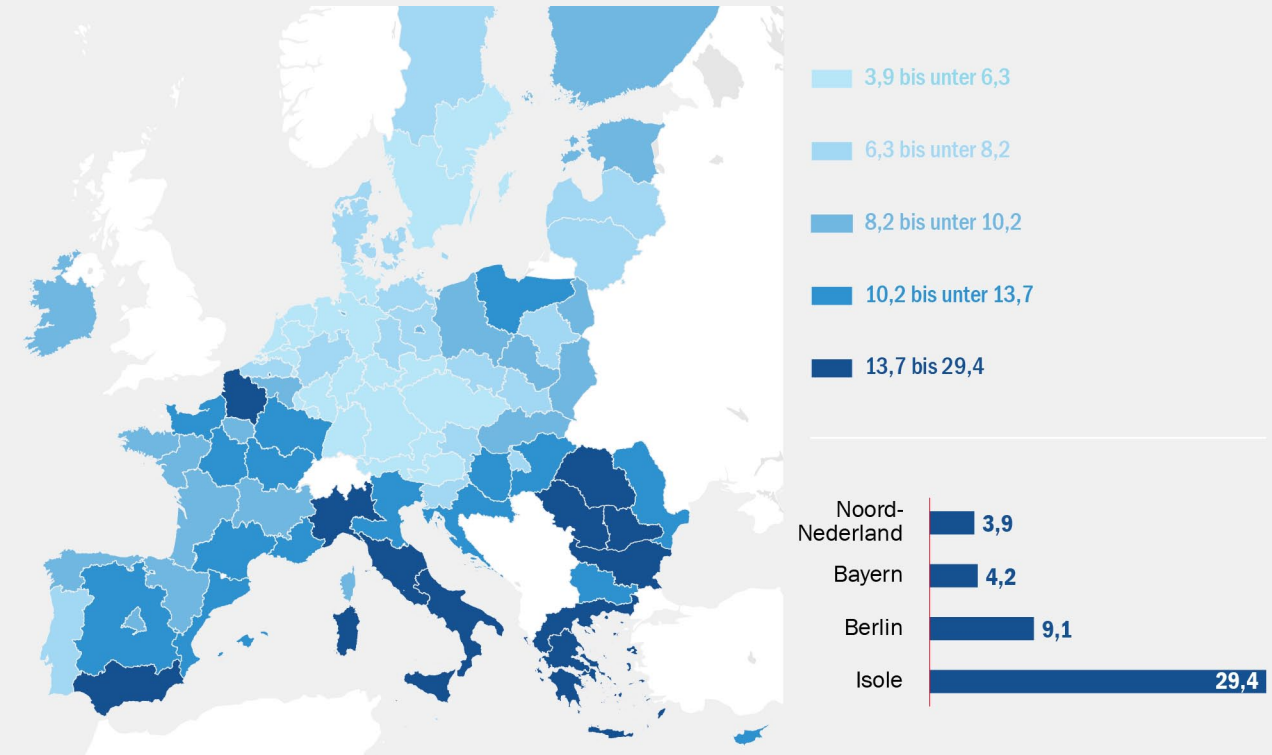 3,9 bis unter 6,3
6,3 bis unter 8,2
8,2 bis unter 10,2
10,2 bis unter 13,7
13,7 bis 29,4
Noord-
Nederland
3,9
Bayern
4,2
Berlin
9,1
Isole
29,4